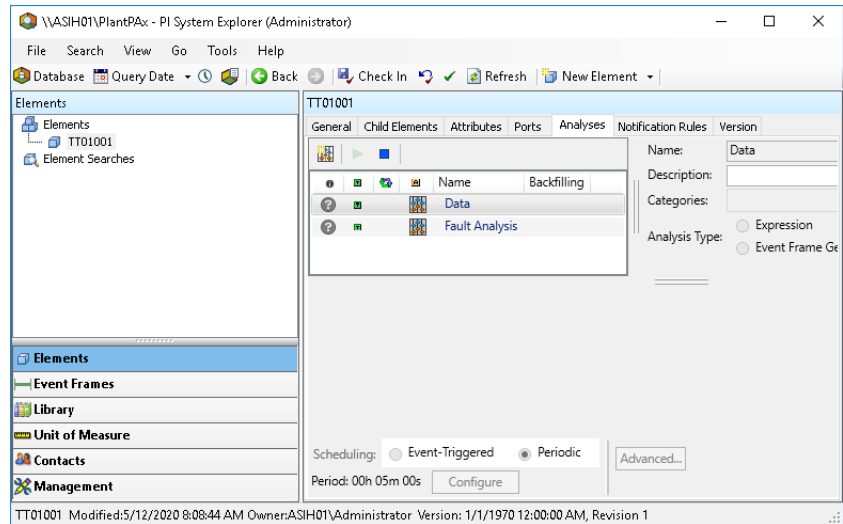 \\ASIH01\PlantPAx - PI System Explorer (Administrator)
File Search View Go Tools Help
Database Query Date Back Check In Refresh New Element
Elements
Elements
TT01001
Element Searches
Elements
Event Frames
Library
Unit of Measure
Contacts
Management
TT01001
General Child Elements Attributes Ports Analyses Notification Rules Version
Name Backfilling
Data
Fault Analysis
Name: Data
Description:
Categories:
Analysis Type: Expression
Event Frame Ge
Scheduling: Event-Triggered Periodic
Advanced...
Period: 00h 05m 00s Configure
TT01001 Modified:5/12/2020 8:08:44 AM Owner:ASIH01\Administrator Version: 1/1/1970 12:00:00 AM, Revision 1